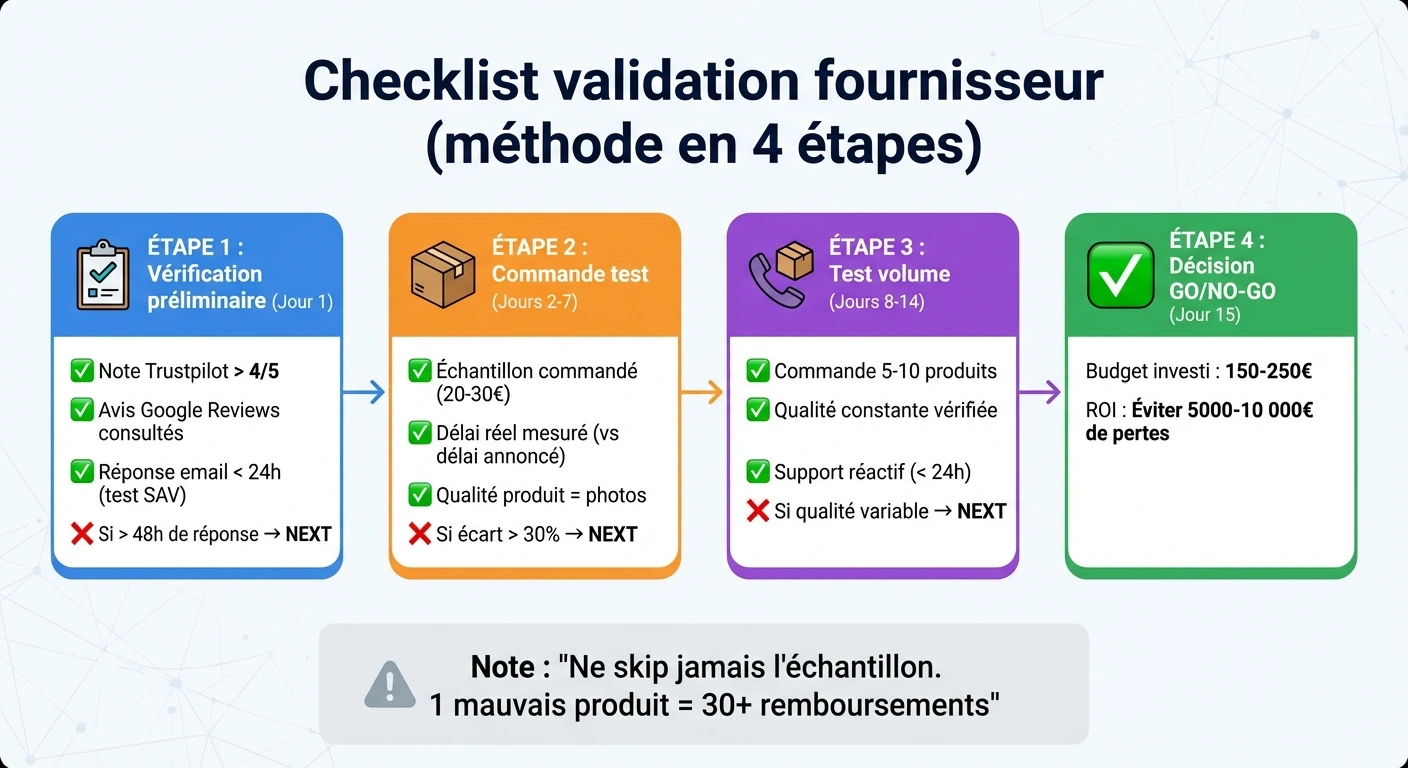 Checklist validation fournisseur
(méthode en 4 étapes)
ÉTAPE 1 :
Vérification
préliminaire (Jour 1)
Note Trustpilot > 4/5
Avis Google Reviews
consultés
Réponse email < 24h
(test SAV)
Si > 48h de réponse → NEXT
ÉTAPE 2 :
Commande test
(Jours 2-7)
Échantillon commandé
(20-30€)
Délai réel mesuré (vs
délai annoncé)
Qualité produit = photos
Si écart > 30% → NEXT
ÉTAPE 3 :
Test volume
(Jours 8-14)
Commande 5-10 produits
Qualité constante vérifiée
Support réactif (< 24h)
Si qualité variable → NEXT
ÉTAPE 4 :
Décision
GO/NO-GO
(Jour 15)
Budget investi : 150-250€
ROI : Éviter 5000-10 000€
de pertes
Note : "Ne skip jamais l'échantillon.
1 mauvais produit = 30+ remboursements"